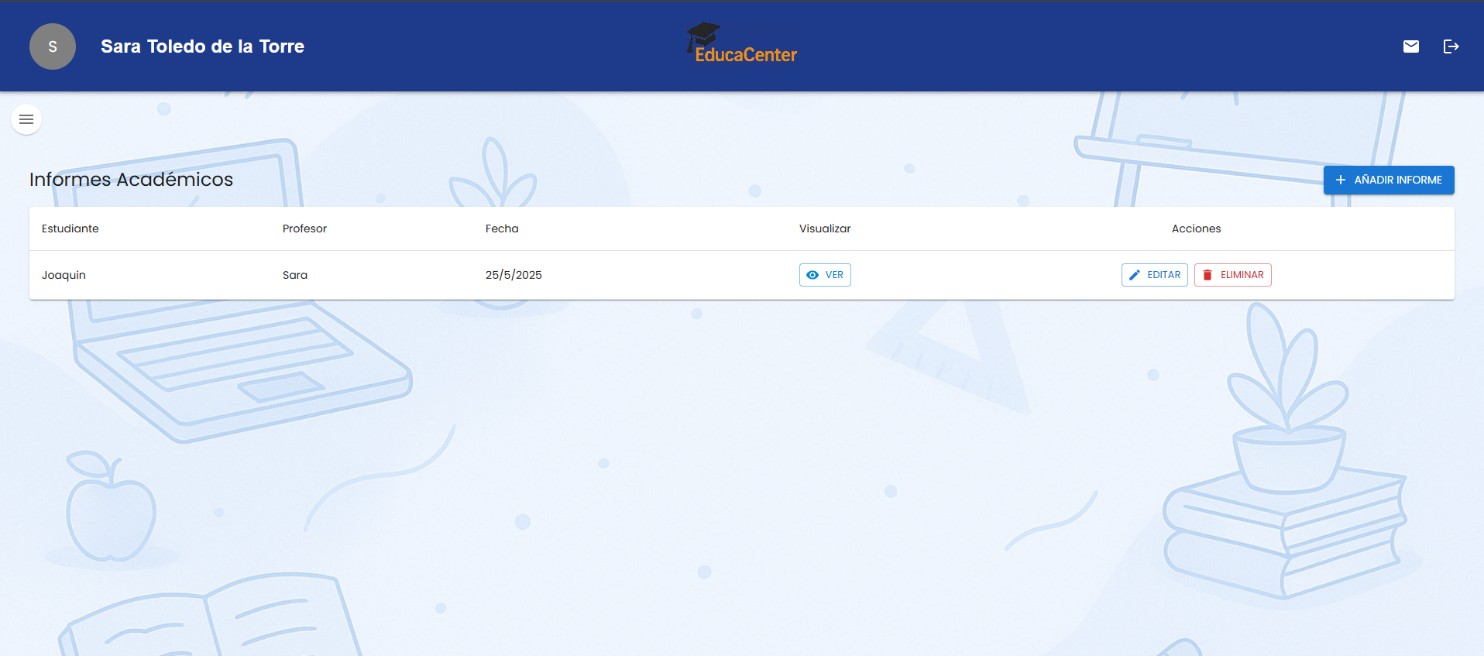 S
Sara Toledo de la Torre
EducaCenter
Informes Académicos
AÑADIR INFORME
Estudiante Profesor Fecha Visualizar Acciones
Joaquin Sara 25/5/2025 VER EDITAR ELIMINAR